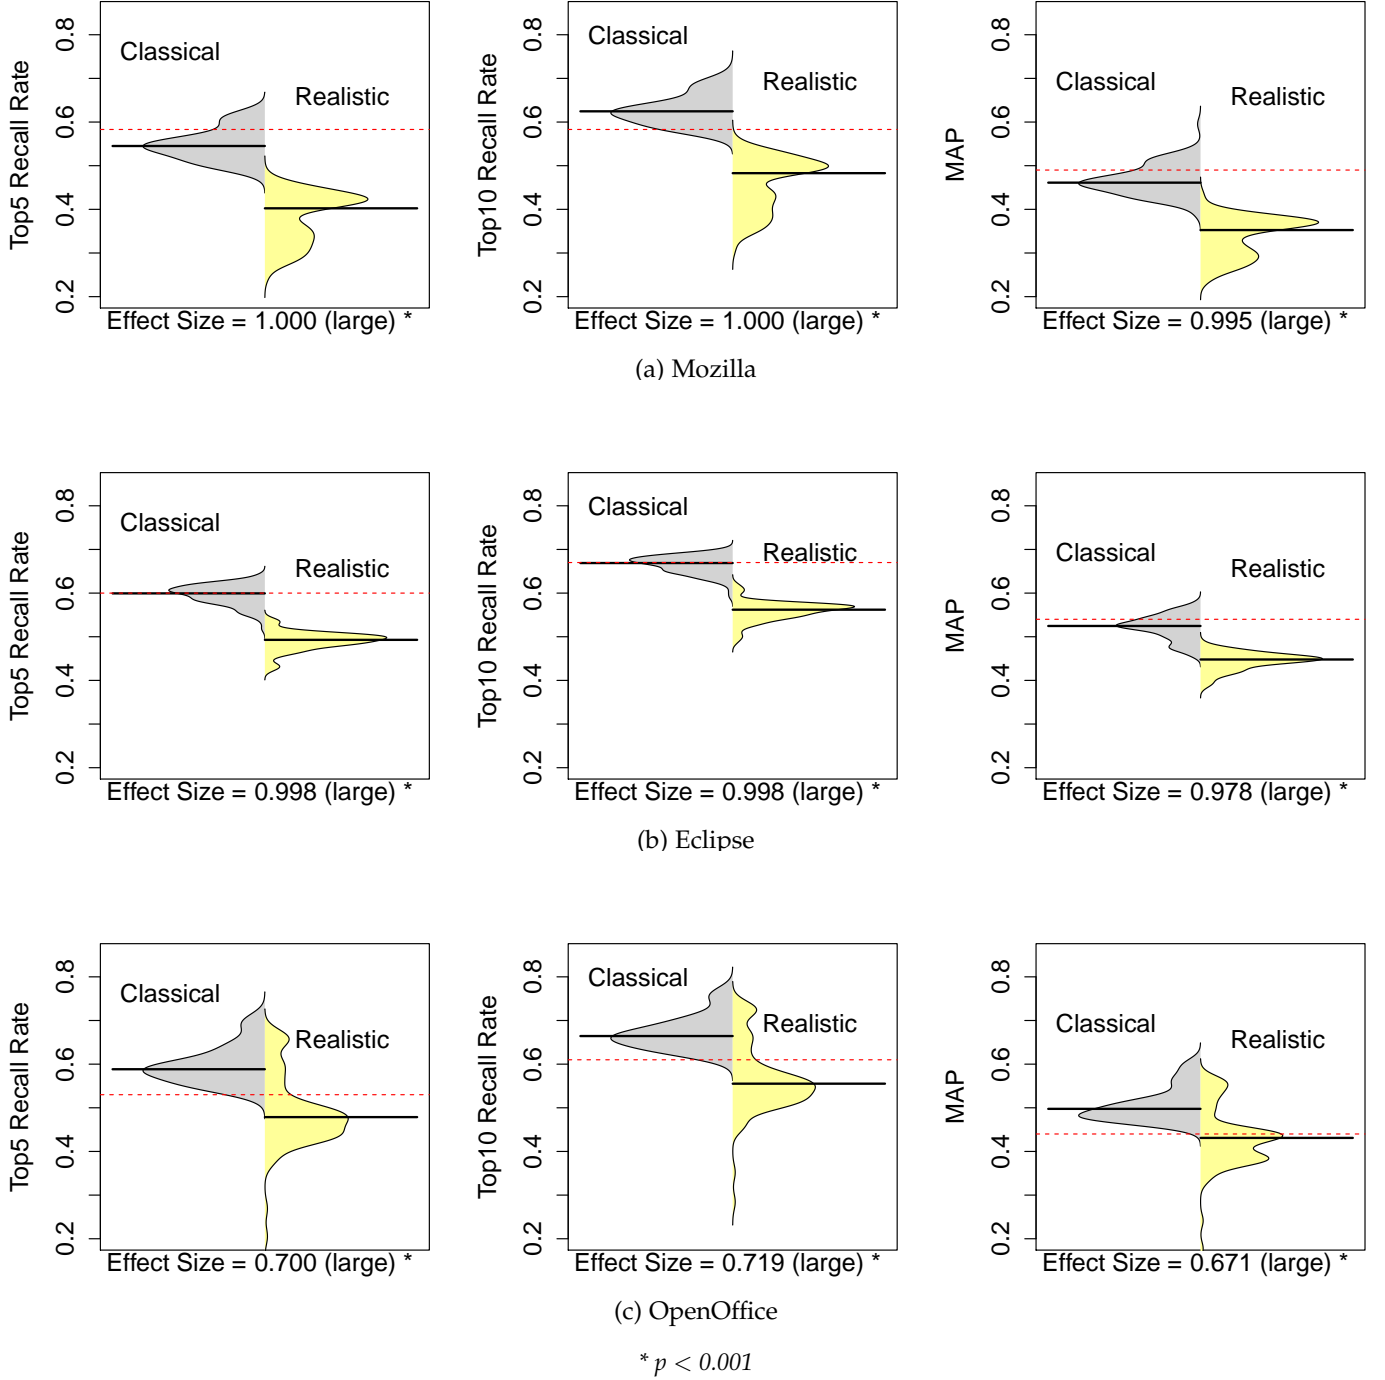 Top5 Recall Rate
0.2 0.4 0.6 0.8
Classical
Realistic
Effect Size = 1.000 (large) *
Top10 Recall Rate
0.2 0.4 0.6 0.8
Classical
Realistic
Effect Size = 1.000 (large) *
MAP
0.2 0.4 0.6 0.8
Classical
Realistic
Effect Size = 0.995 (large) *
(a) Mozilla
Top5 Recall Rate
0.2 0.4 0.6 0.8
Classical
Realistic
Effect Size = 0.998 (large) *
Top10 Recall Rate
0.2 0.4 0.6 0.8
Classical
Realistic
Effect Size = 0.998 (large) *
MAP
0.2 0.4 0.6 0.8
Classical
Realistic
Effect Size = 0.978 (large) *
(b) Eclipse
Top5 Recall Rate
0.2 0.4 0.6 0.8
Classical
Realistic
Effect Size = 0.700 (large) *
Top10 Recall Rate
0.2 0.4 0.6 0.8
Classical
Realistic
Effect Size = 0.719 (large) *
MAP
0.2 0.4 0.6 0.8
Classical
Realistic
Effect Size = 0.671 (large) *
(c) OpenOffice
* p < 0.001